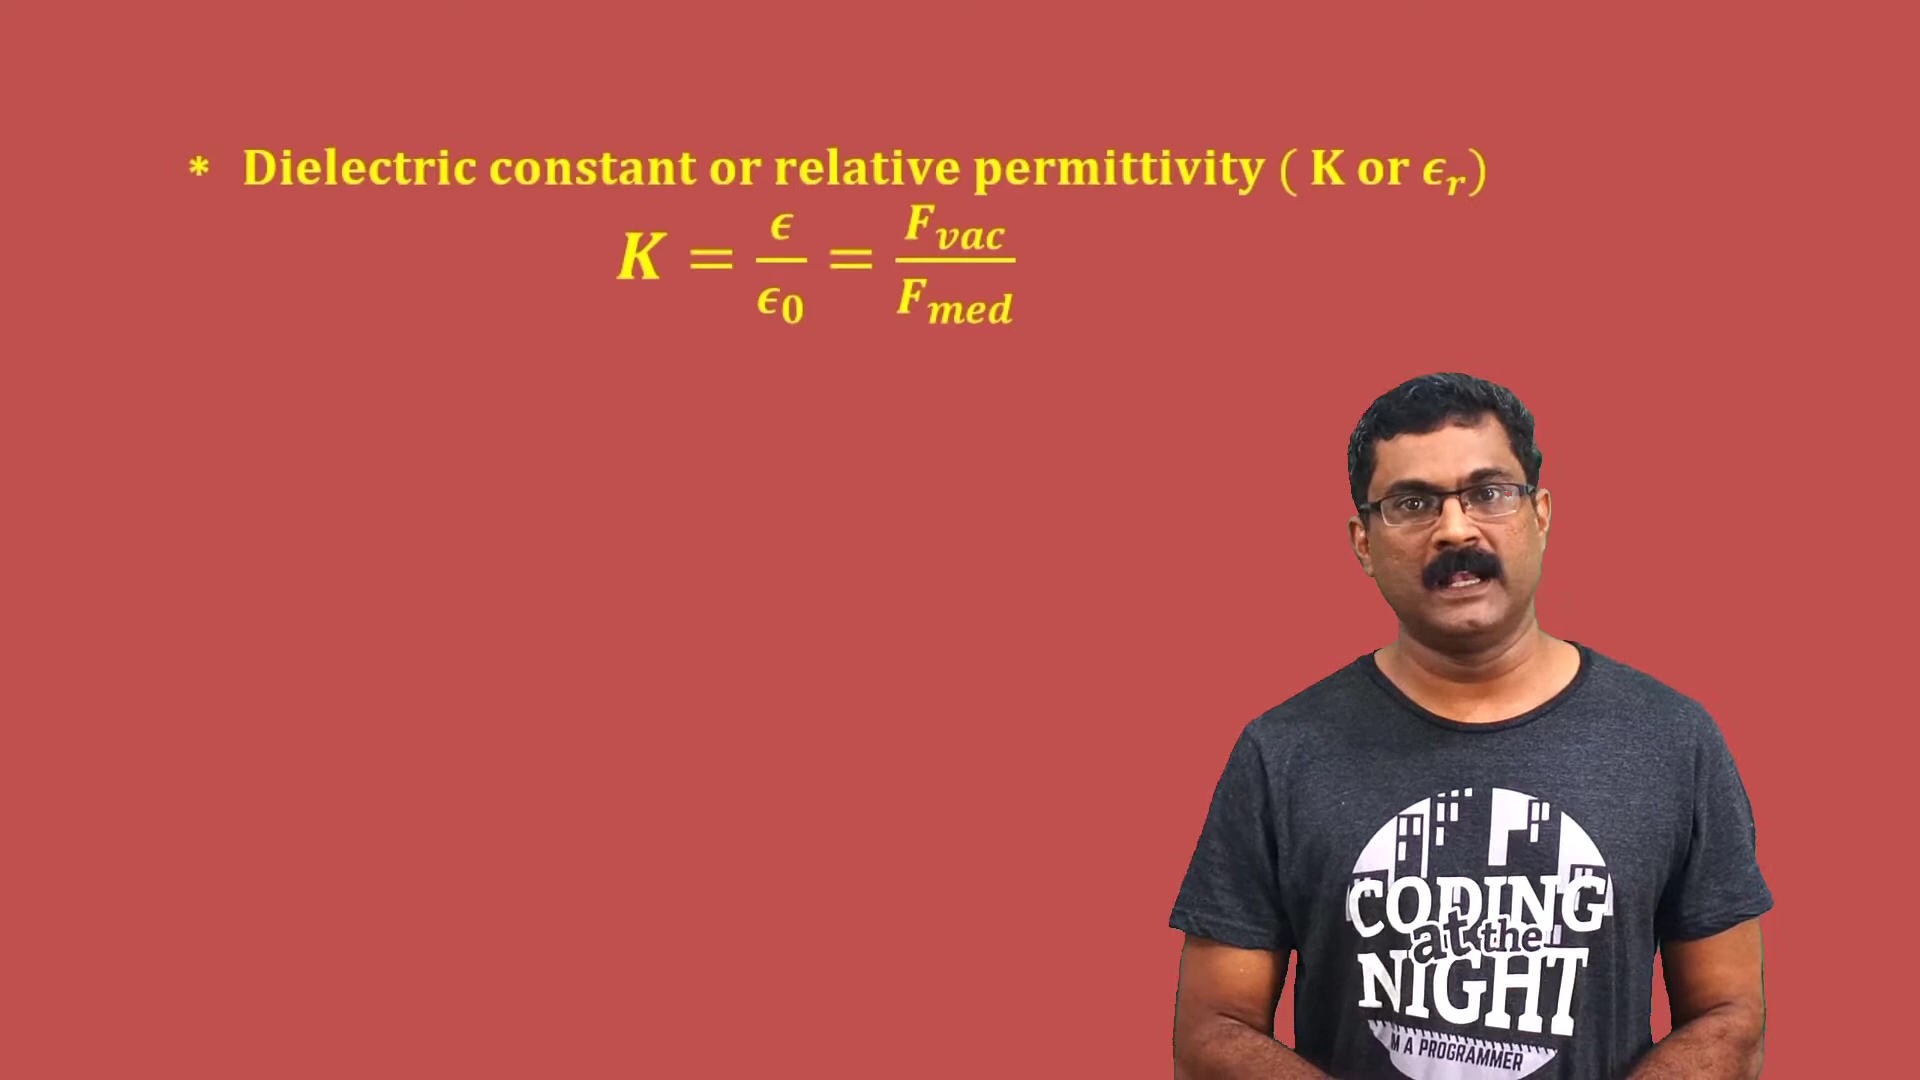 * Dielectric constant or relative permittivity ( K or ϵᵣ)
K = ϵ/ϵ₀ = F_vac/F_med
CODING
at the
NIGHT
M A PROGRAMMER